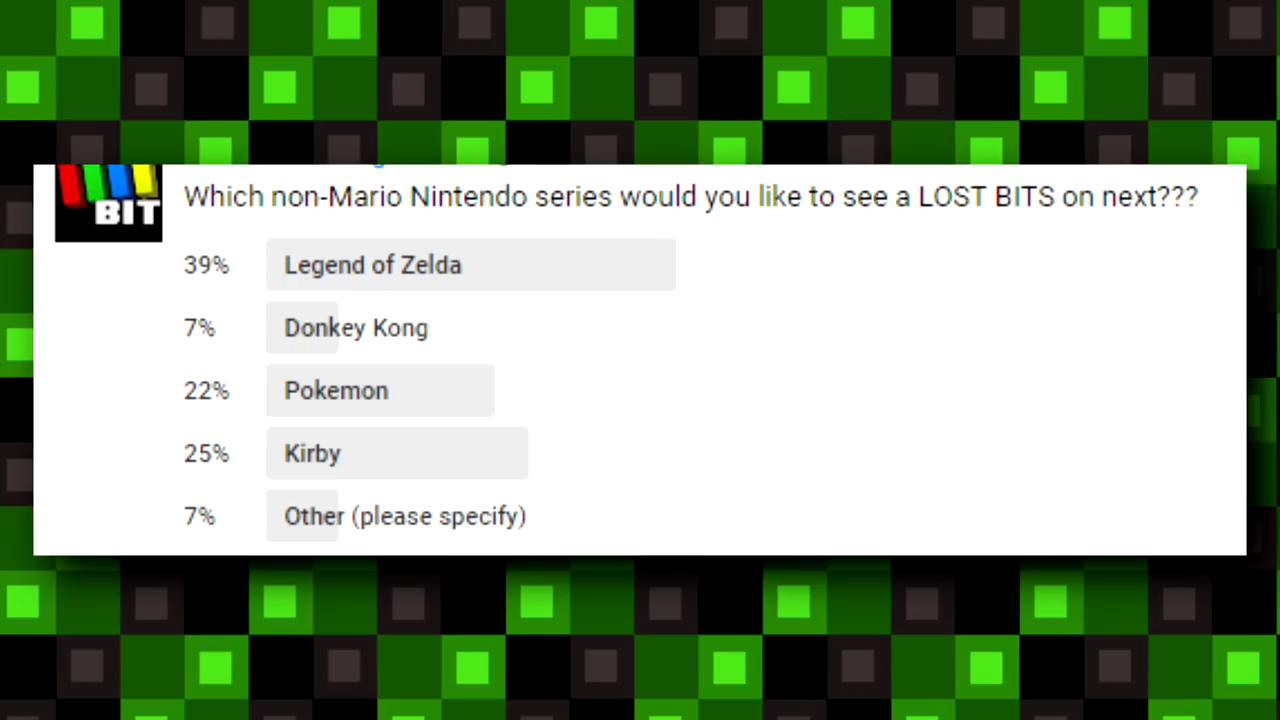 BIT
Which non-Mario Nintendo series would you like to see a LOST BITS on next???
39% Legend of Zelda
7% Donkey Kong
22% Pokemon
25% Kirby
7% Other (please specify)